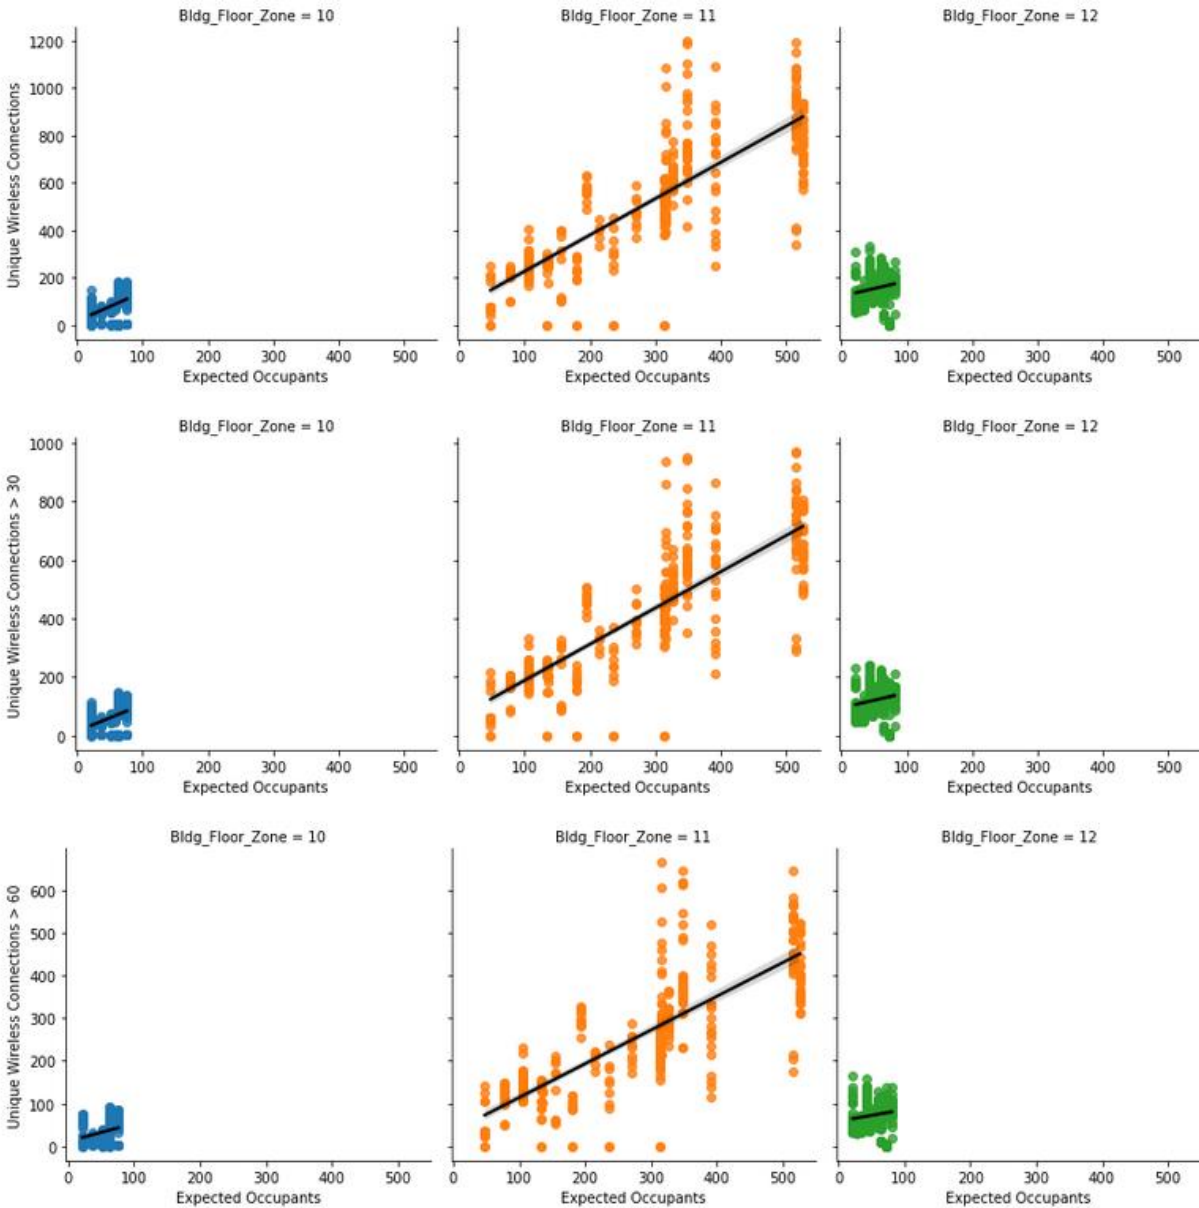 Bldg_Floor_Zone = 10
Bldg_Floor_Zone = 11
Bldg_Floor_Zone = 12
Unique Wireless Connections
1200
1000
800
600
400
200
0
0 100 200 300 400 500
0 100 200 300 400 500
0 100 200 300 400 500
Expected Occupants
Expected Occupants
Expected Occupants
Bldg_Floor_Zone = 10
Bldg_Floor_Zone = 11
Bldg_Floor_Zone = 12
Unique Wireless Connections > 30
1000
800
600
400
200
0
0 100 200 300 400 500
0 100 200 300 400 500
0 100 200 300 400 500
Expected Occupants
Expected Occupants
Expected Occupants
Bldg_Floor_Zone = 10
Bldg_Floor_Zone = 11
Bldg_Floor_Zone = 12
Unique Wireless Connections > 60
600
500
400
300
200
100
0
0 100 200 300 400 500
0 100 200 300 400 500
0 100 200 300 400 500
Expected Occupants
Expected Occupants
Expected Occupants